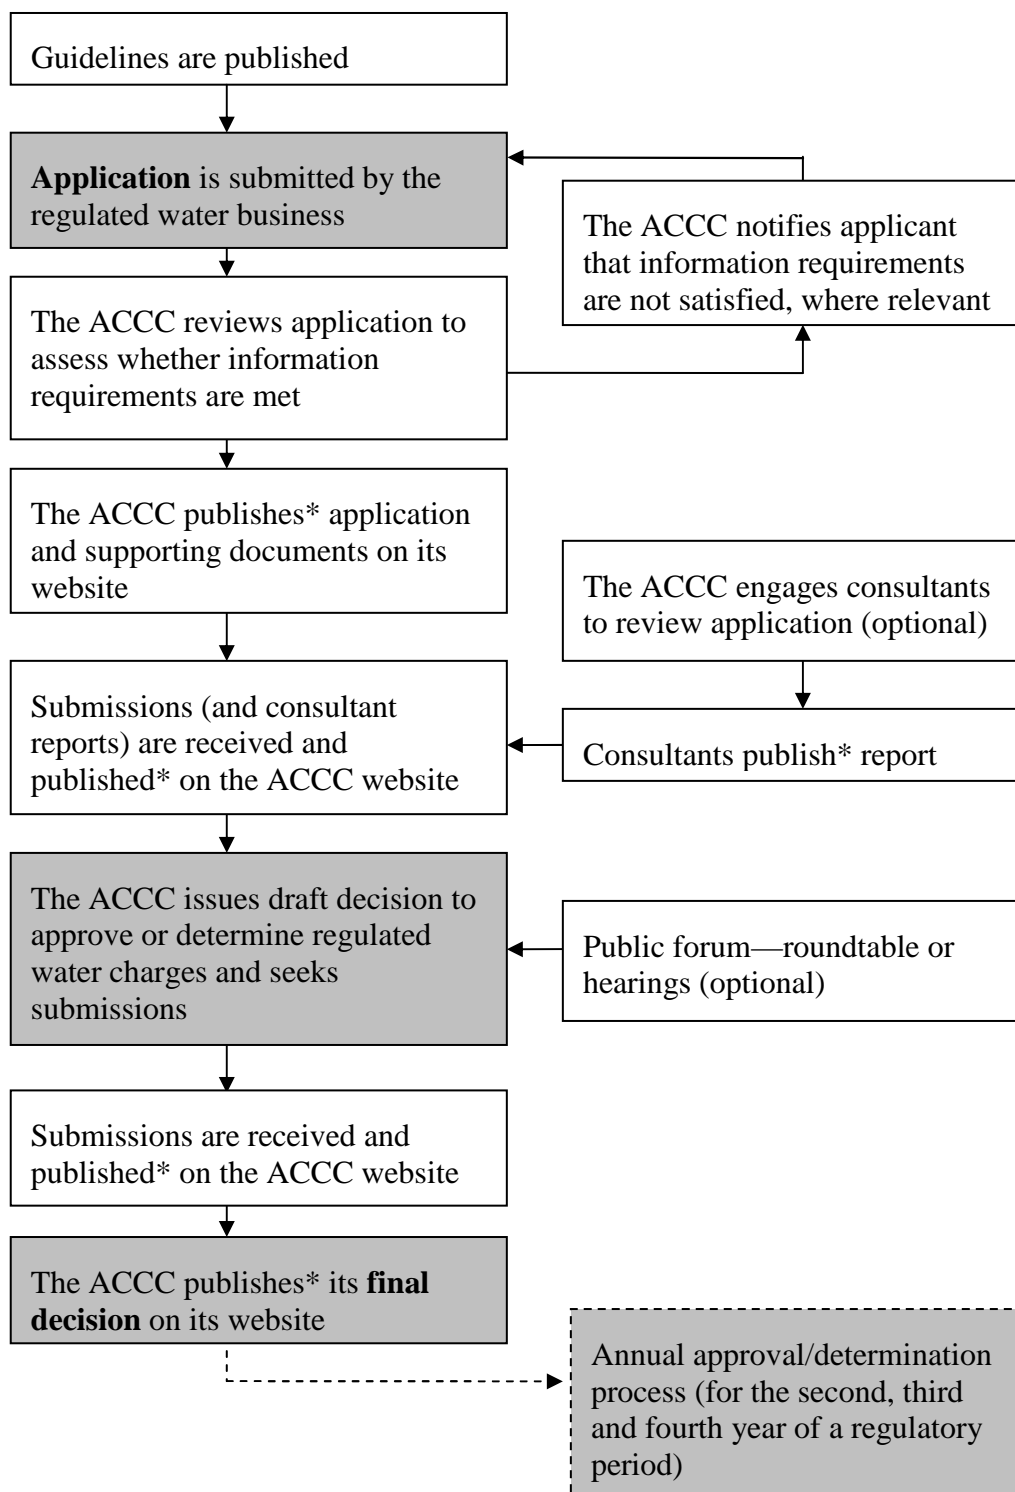 Guidelines are published
Application is submitted by the
regulated water business
The ACCC notifies applicant
that information requirements
are not satisfied, where relevant
The ACCC reviews application to
assess whether information
requirements are met
The ACCC publishes* application
and supporting documents on its
website
The ACCC engages consultants
to review application (optional)
Submissions (and consultant
reports) are received and
published* on the ACCC website
Consultants publish* report
The ACCC issues draft decision to
approve or determine regulated
water charges and seeks
submissions
Public forum—roundtable or
hearings (optional)
Submissions are received and
published* on the ACCC website
The ACCC publishes* its final
decision on its website
Annual approval/determination
process (for the second, third
and fourth year of a regulatory
period)